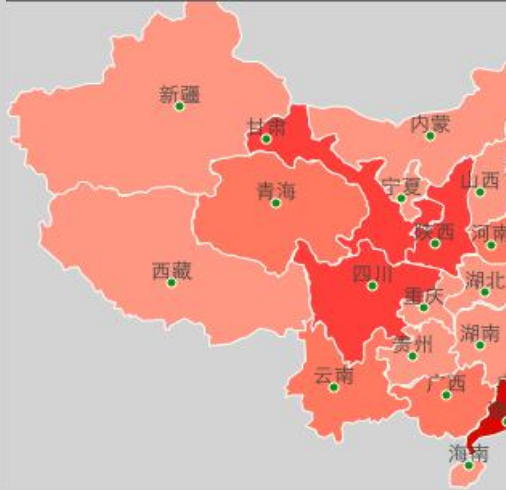 新疆
甘肃
内蒙
青海
宁夏
山西
陕西
河南
西藏
四川
重庆
湖北
贵州
湖南
云南
广西
海南